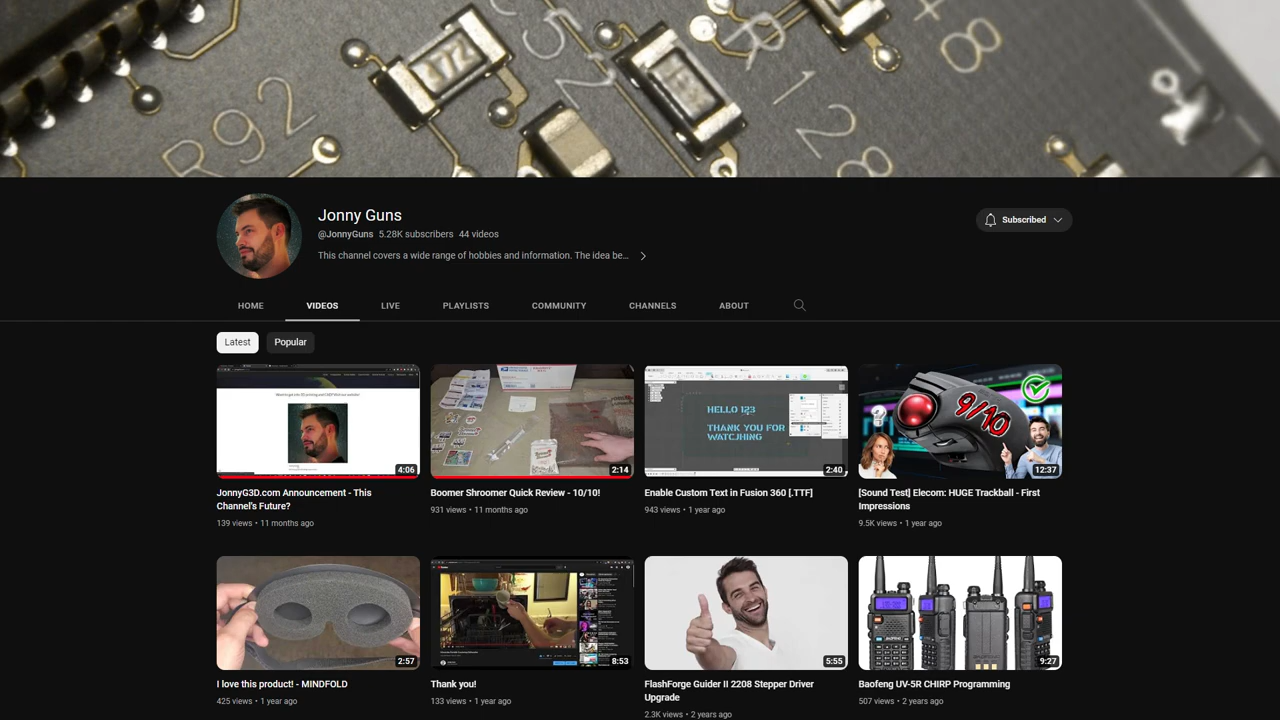 R92
R128
8
Jonny Guns
@JonnyGuns 5.28K subscribers 44 videos
This channel covers a wide range of hobbies and information. The idea be...
Subscribed
HOME VIDEOS LIVE PLAYLISTS COMMUNITY CHANNELS ABOUT
Latest Popular
4:06
2:14
HELLO 123
THANK YOU FOR
WATCJHING
2:40
9/10
12:37
JonnyG3D.com Announcement - This
Channel's Future?
139 views • 11 months ago
Boomer Shroomer Quick Review - 10/10!
931 views • 11 months ago
Enable Custom Text in Fusion 360 [.TTF]
943 views • 1 year ago
[Sound Test] Elecom: HUGE Trackball - First
Impressions
9.5K views • 1 year ago
2:57
8:53
5:55
9:27
I love this product! - MINDFOLD
425 views • 1 year ago
Thank you!
133 views • 1 year ago
FlashForge Guider II 2208 Stepper Driver
Upgrade
2.3K views • 2 years ago
Baofeng UV-5R CHIRP Programming
507 views • 2 years ago